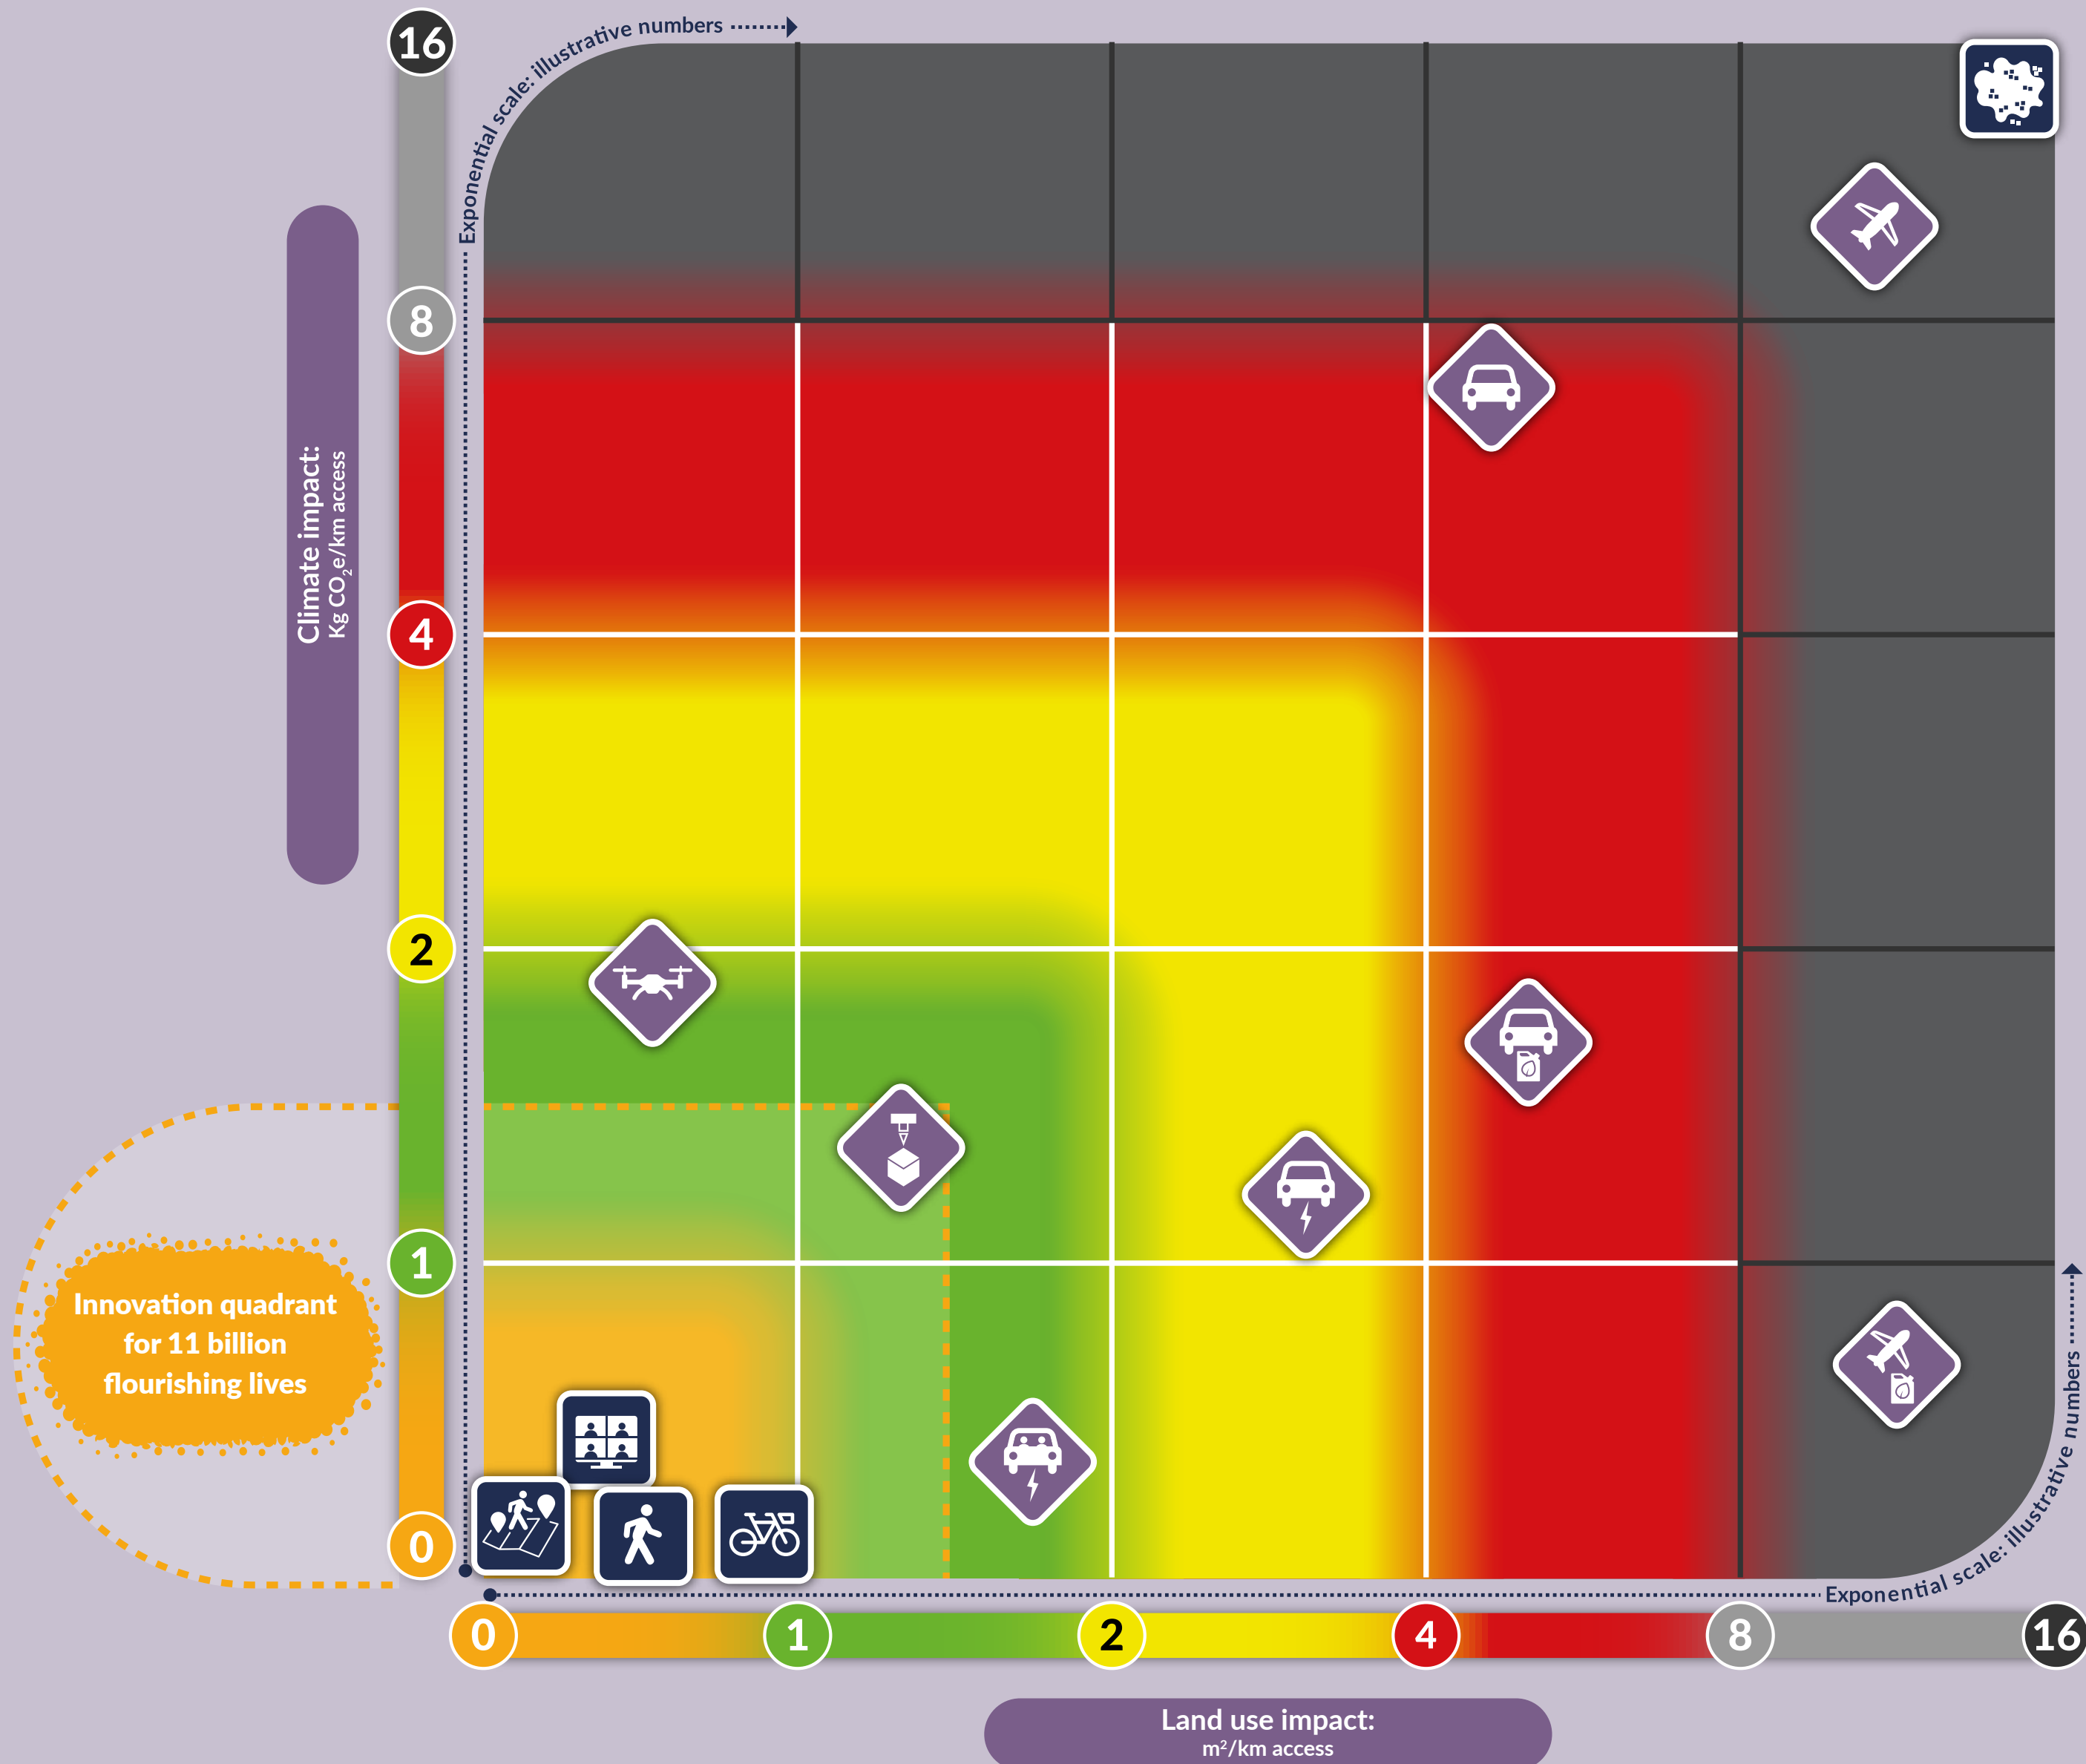 16
Exponential scale: illustrative numbers
8
Climate impact:
Kg CO₂e/km access
4
2
1
Innovation quadrant
for 11 billion
flourishing lives
0
Exponential scale: illustrative numbers
0
1
2
4
8
16
Land use impact:
m²/km access